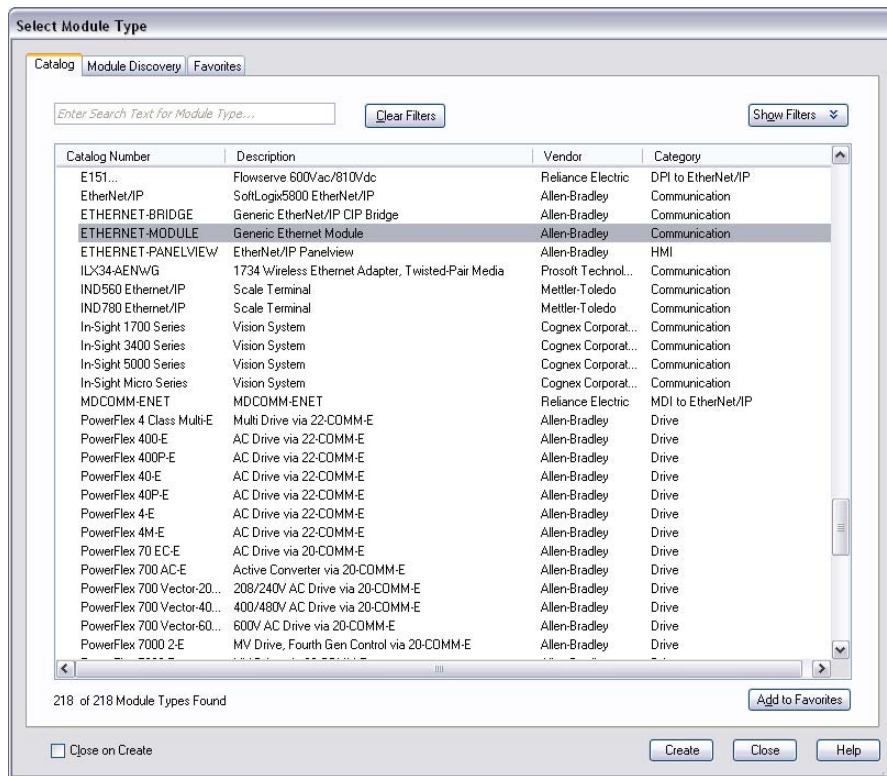 Select Module Type
Catalog Module Discovery Favorites
Enter Search Text for Module Type... Clear Filters Show Filters
Catalog Number Description Vendor Category
E151... Flowserve 600Vac/810Vdc Reliance Electric DPI to EtherNet/IP
EtherNet/IP SoftLogix5800 EtherNet/IP Allen-Bradley Communication
ETHERNET-BRIDGE Generic EtherNet/IP CIP Bridge Allen-Bradley Communication
ETHERNET-MODULE Generic Ethernet Module Allen-Bradley Communication
ETHERNET-PANELVIEW EtherNet/IP Panelview Allen-Bradley HMI
ILX34-AENWG 1734 Wireless Ethernet Adapter, Twisted-Pair Media Prosoft Technol... Communication
IND560 Ethernet/IP Scale Terminal Mettler-Toledo Communication
IND780 Ethernet/IP Scale Terminal Mettler-Toledo Communication
In-Sight 1700 Series Vision System Cognex Corporat... Communication
In-Sight 3400 Series Vision System Cognex Corporat... Communication
In-Sight 5000 Series Vision System Cognex Corporat... Communication
In-Sight Micro Series Vision System Cognex Corporat... Communication
MDCOMM-ENET MDCOMM-ENET Reliance Electric MDI to EtherNet/IP
PowerFlex 4 Class Multi-E Multi Drive via 22-COMM-E Allen-Bradley Drive
PowerFlex 400-E AC Drive via 22-COMM-E Allen-Bradley Drive
PowerFlex 400P-E AC Drive via 22-COMM-E Allen-Bradley Drive
PowerFlex 40-E AC Drive via 22-COMM-E Allen-Bradley Drive
PowerFlex 40P-E AC Drive via 22-COMM-E Allen-Bradley Drive
PowerFlex 4-E AC Drive via 22-COMM-E Allen-Bradley Drive
PowerFlex 4M-E AC Drive via 22-COMM-E Allen-Bradley Drive
PowerFlex 70 EC-E AC Drive via 20-COMM-E Allen-Bradley Drive
PowerFlex 700 AC-E Active Converter via 20-COMM-E Allen-Bradley Drive
PowerFlex 700 Vector-20... 208/240V AC Drive via 20-COMM-E Allen-Bradley Drive
PowerFlex 700 Vector-40... 400/480V AC Drive via 20-COMM-E Allen-Bradley Drive
PowerFlex 700 Vector-60... 600V AC Drive via 20-COMM-E Allen-Bradley Drive
PowerFlex 7000 2-E MV Drive, Fourth Gen Control via 20-COMM-E Allen-Bradley Drive
218 of 218 Module Types Found Add to Favorites
Close on Create Create Close Help